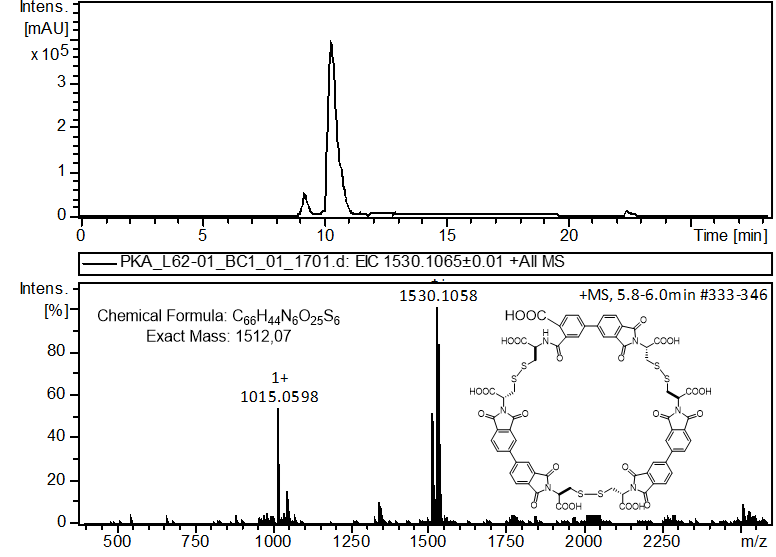 Intens.
[mAU]
x10⁵
3
2
1
0
0 5 10 15 20 Time [min]
PKA_L62-01_BC1_01_1701.d: EIC 1530.1065±0.01 +All MS
Intens.
[%]
80
60
40
20
0
1530.1058
+MS, 5.8-6.0min #333-346
Chemical Formula: C₆₆H₄₄N₆O₂₅S₆
Exact Mass: 1512,07
1+
1015.0598
HOOC
O
O
HOOC
H
N
O
O
N
COOH
S
S
S
S
HOOC
COOH
N
N
O
O
O
O
O
O
O
O
N
N
S
S
COOH
COOH
500 750 1000 1250 1500 1750 2000 2250 m/z